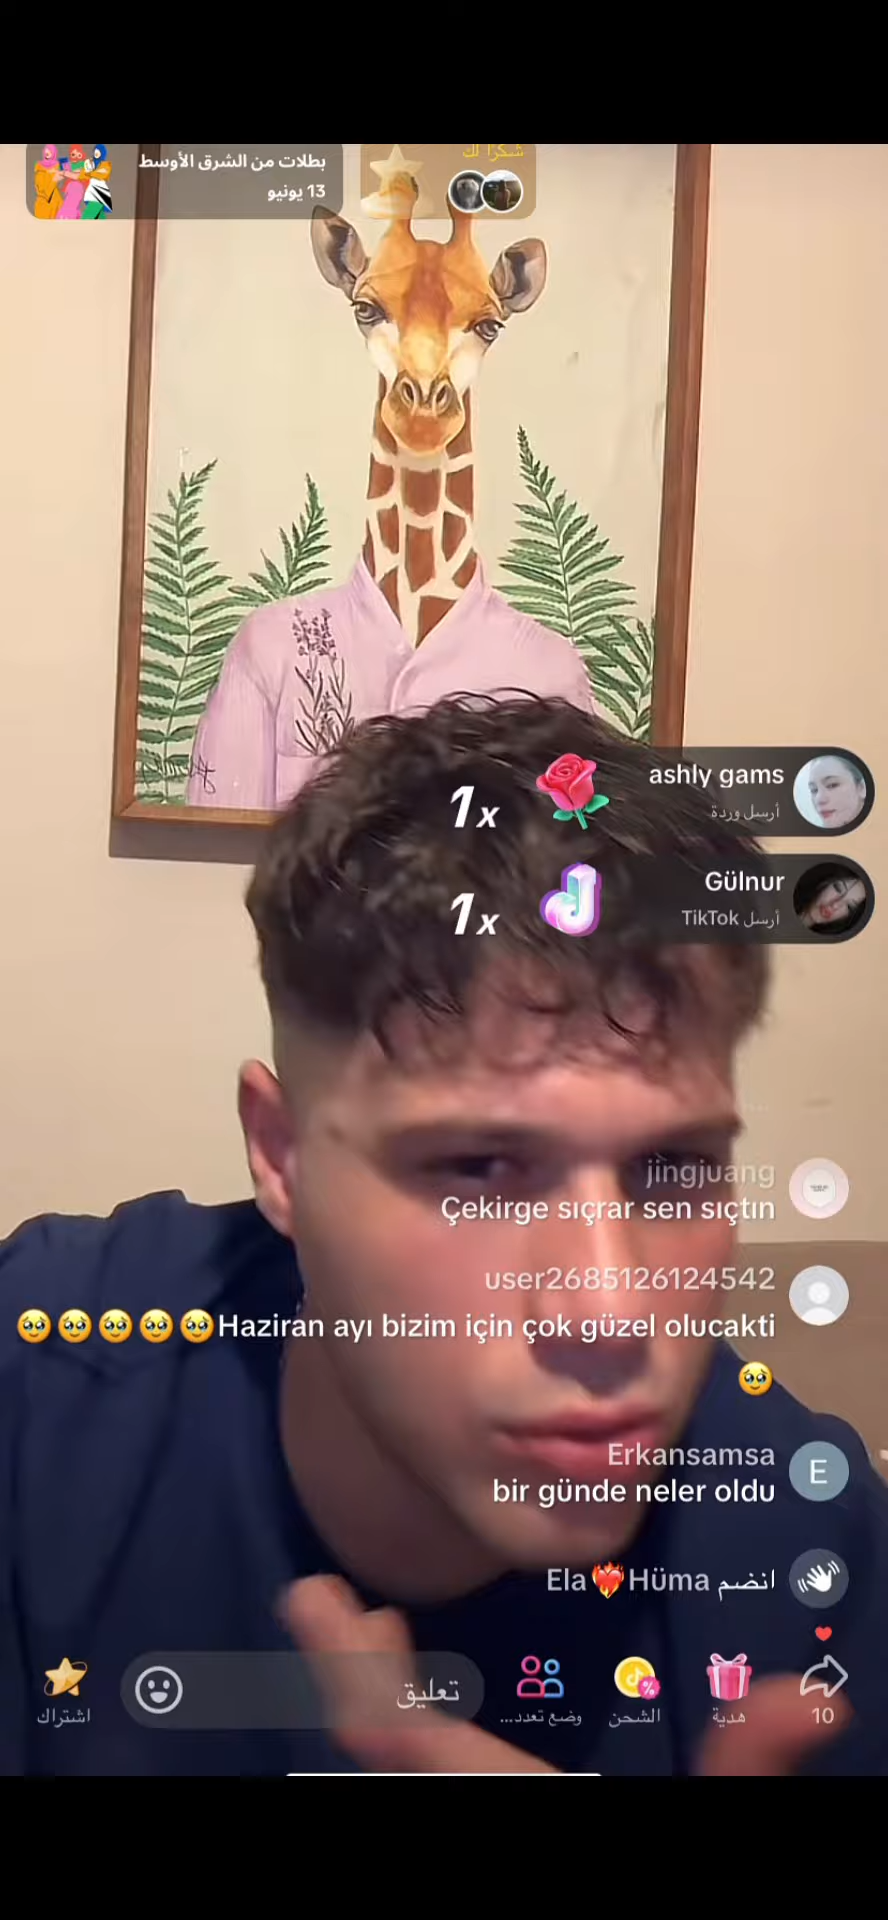 بطلات من الشرق الأوسط
13 يونيو
شكرًا لك
ashly gams
أرسل وردة
1x
Gülnur
أرسل TikTok
1x
jingjuang
Çekirge sıçrar sen sıçtın
user2685126124542
🥹🥹🥹🥹🥹Haziran ayı bizim için çok güzel olucakti
🥹
Erkansamsa
E
bir günde neler oldu
Ela❤️‍🔥Hüma انضم
اشتراك
تعليق
وضع تعدد...
الشحن
هدية
10